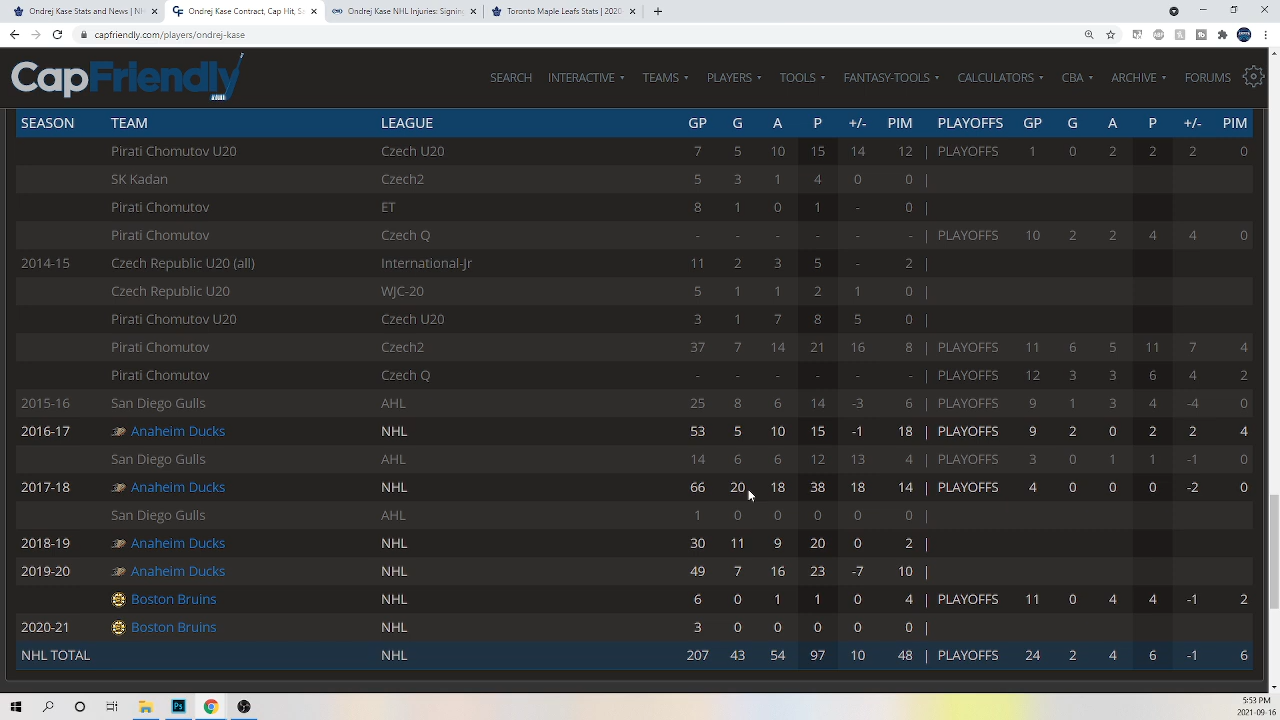 Ondrej Kase Stats and News | NH
Ondrej Kase Contract, Cap Hit, S
Ondrej Kase NHL Injuries: Signin
Toronto Maple Leafs Stats | 2020
capfriendly.com/players/ondrej-kase
CapFriendly
SEARCH INTERACTIVE TEAMS PLAYERS TOOLS FANTASY-TOOLS CALCULATORS CBA ARCHIVE FORUMS
SEASON TEAM LEAGUE GP G A P +/- PIM PLAYOFFS GP G A P +/- PIM
Pirati Chomutov U20 Czech U20 7 5 10 15 14 12 | PLAYOFFS 1 0 2 2 2 0
SK Kadan Czech2 5 3 1 4 0 0 |
Pirati Chomutov ET 8 1 0 1 - 0 |
Pirati Chomutov Czech Q - - - - - - | PLAYOFFS 10 2 2 4 4 0
2014-15 Czech Republic U20 (all) International-Jr 11 2 3 5 - 2 |
Czech Republic U20 WJC-20 5 1 1 2 1 0 |
Pirati Chomutov U20 Czech U20 3 1 7 8 5 0 |
Pirati Chomutov Czech2 37 7 14 21 16 8 | PLAYOFFS 11 6 5 11 7 4
Pirati Chomutov Czech Q - - - - - - | PLAYOFFS 12 3 3 6 4 2
2015-16 San Diego Gulls AHL 25 8 6 14 -3 6 | PLAYOFFS 9 1 3 4 -4 0
2016-17 Anaheim Ducks NHL 53 5 10 15 -1 18 | PLAYOFFS 9 2 0 2 2 4
San Diego Gulls AHL 14 6 6 12 13 4 | PLAYOFFS 3 0 1 1 -1 0
2017-18 Anaheim Ducks NHL 66 20 18 38 18 14 | PLAYOFFS 4 0 0 0 -2 0
San Diego Gulls AHL 1 0 0 0 0 0 |
2018-19 Anaheim Ducks NHL 30 11 9 20 0 2 |
2019-20 Anaheim Ducks NHL 49 7 16 23 -7 10 |
Boston Bruins NHL 6 0 1 1 0 4 | PLAYOFFS 11 0 4 4 -1 2
2020-21 Boston Bruins NHL 3 0 0 0 0 0 |
NHL TOTAL NHL 207 43 54 97 10 48 | PLAYOFFS 24 2 4 6 -1 6
Ps
5:53 PM
2021-09-16